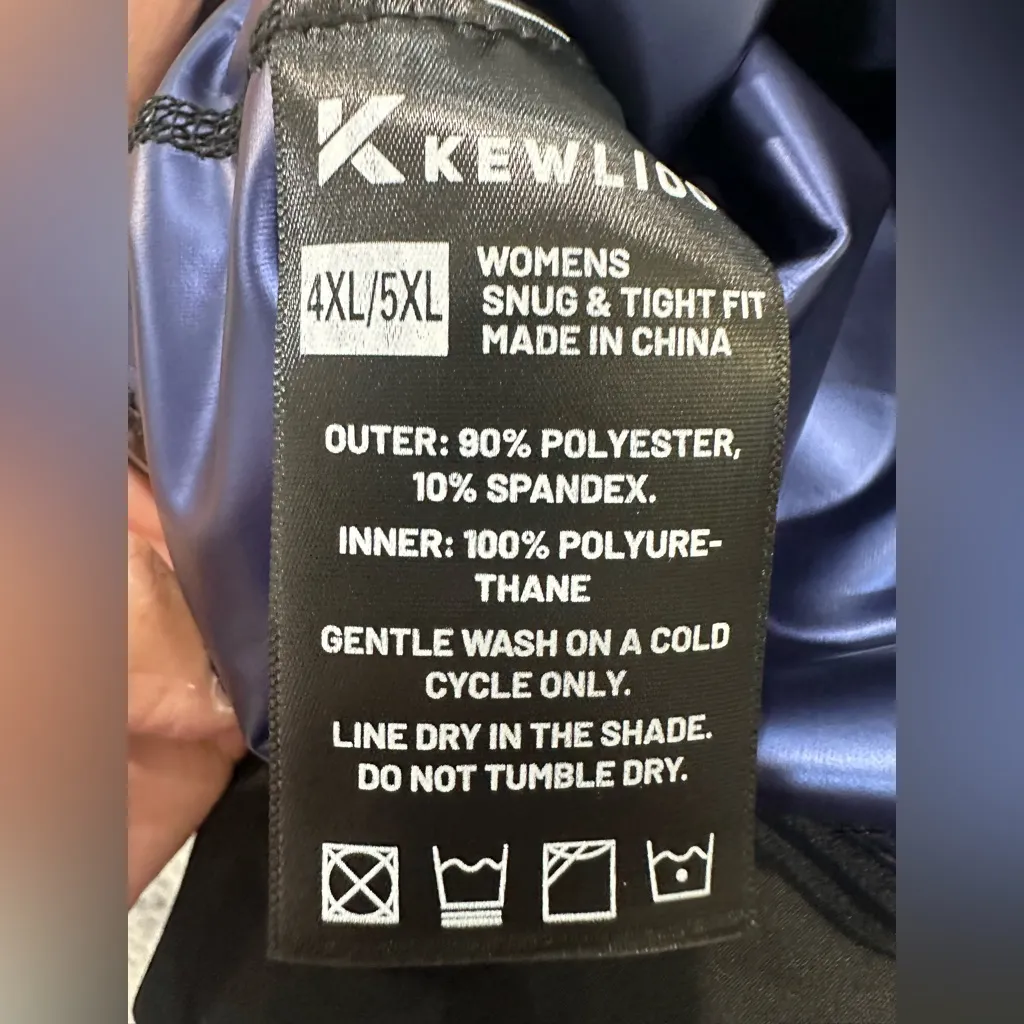 4XL/5XL
WOMENS
SNUG & TIGHT FIT
MADE IN CHINA
OUTER: 90% POLYESTER,
10% SPANDEX.
INNER: 100% POLYURE-
THANE
GENTLE WASH ON A COLD
CYCLE ONLY.
LINE DRY IN THE SHADE.
DO NOT TUMBLE DRY.